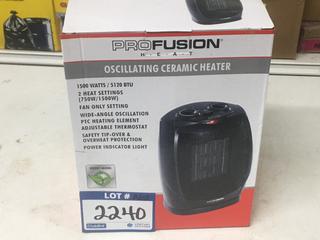 PROFUSION
HEAT
OSCILLATING CERAMIC HEATER
1500 WATTS / 5120 BTU
2 HEAT SETTINGS
(750W/1500W)
FAN ONLY SETTING
WIDE-ANGLE OSCILLATION
PTC HEATING ELEMENT
ADJUSTABLE THERMOSTAT
SAFETY TIP-OVER &
OVERHEAT PROTECTION
POWER INDICATOR LIGHT
LOT #
2240